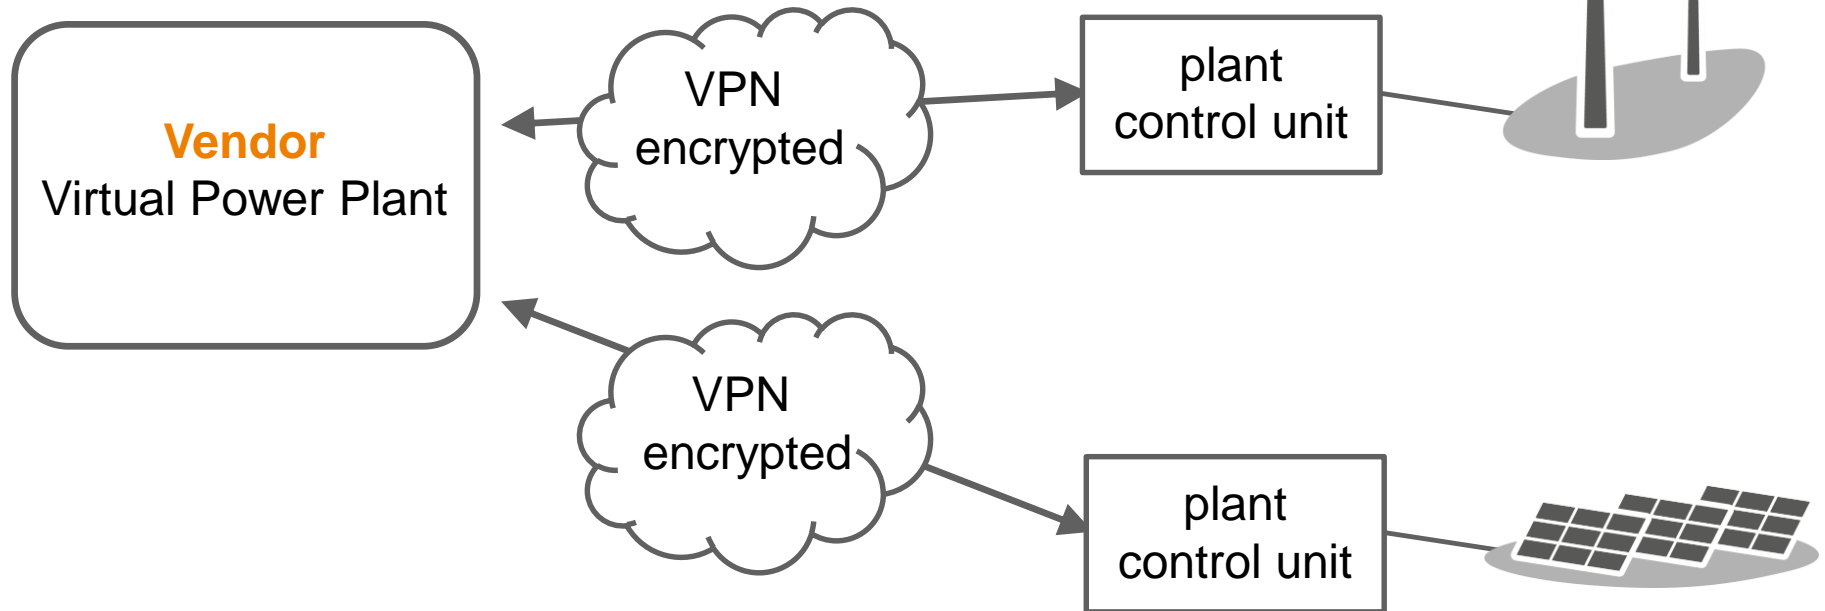 Vendor
Virtual Power Plant
VPN
encrypted
plant
control unit
VPN
encrypted
plant
control unit